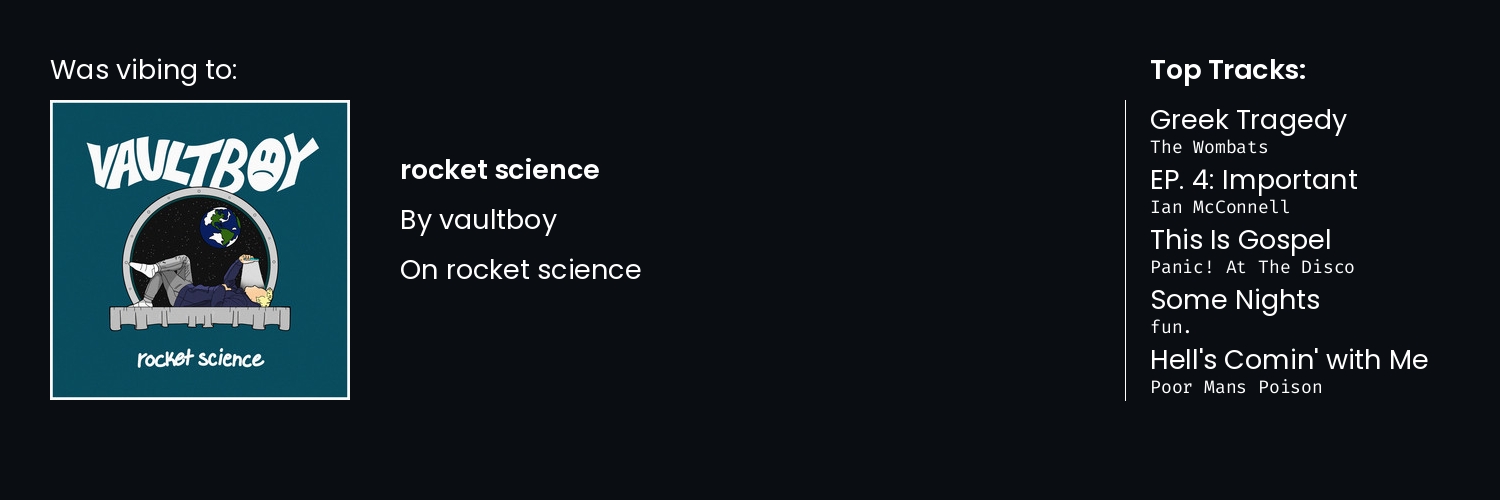 Was vibing to:
VAULTBOY
rocket science
rocket science
By vaultboy
On rocket science
Top Tracks:
Greek Tragedy
The Wombats
EP. 4: Important
Ian McConnell
This Is Gospel
Panic! At The Disco
Some Nights
fun.
Hell's Comin' with Me
Poor Mans Poison